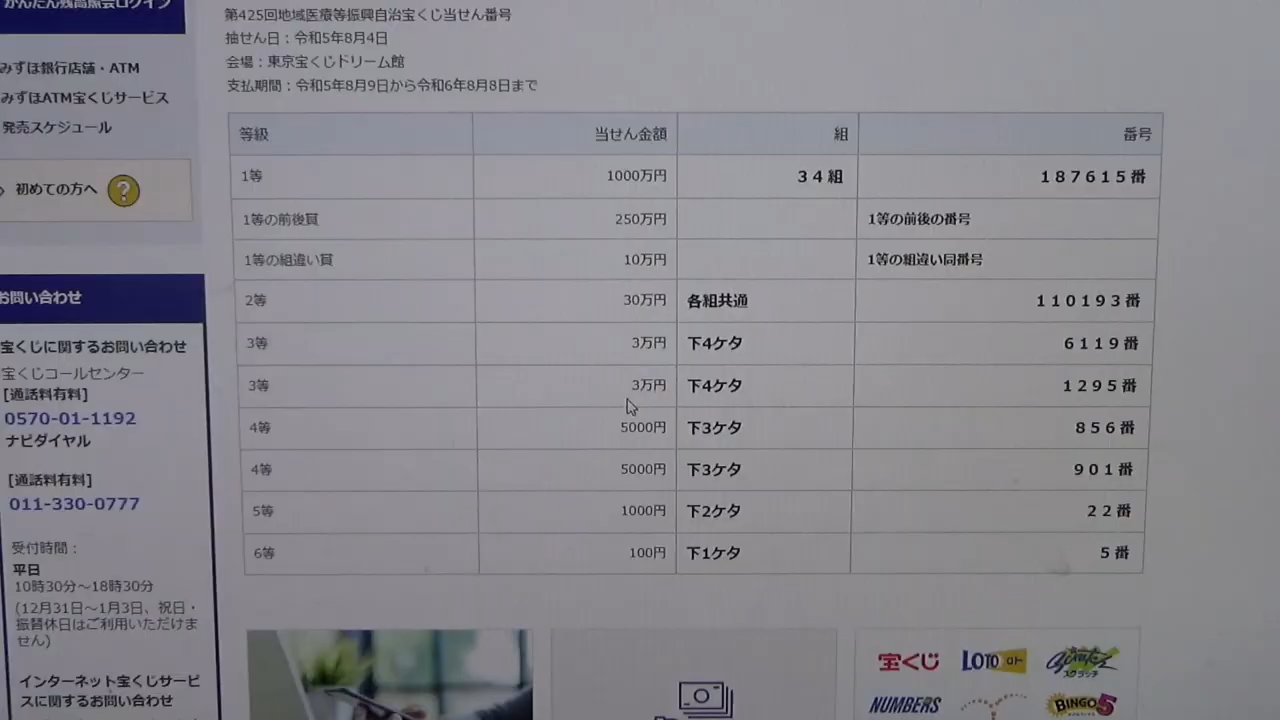 かんたん残高照会ログイン
みずほ銀行店舗・ATM
みずほATM宝くじサービス
発売スケジュール
初めての方へ ?
お問い合わせ
宝くじに関するお問い合わせ
宝くじコールセンター
[通話料有料]
0570-01-1192
ナビダイヤル
[通話料有料]
011-330-0777
受付時間：
平日
10時30分～18時30分
(12月31日～1月3日、祝日・
振替休日はご利用いただけま
せん)
インターネット宝くじサービ
スに関するお問い合わせ
第425回地域医療等振興自治宝くじ当せん番号
抽せん日：令和5年8月4日
会場：東京宝くじドリーム館
支払期間：令和5年8月9日から令和6年8月8日まで
等級 当せん金額 組 番号
1等 1000万円 34組 187615番
1等の前後賞 250万円 1等の前後の番号
1等の組違い賞 10万円 1等の組違い同番号
2等 30万円 各組共通 110193番
3等 3万円 下4ケタ 6119番
3等 3万円 下4ケタ 1295番
4等 5000円 下3ケタ 856番
4等 5000円 下3ケタ 901番
5等 1000円 下2ケタ 22番
6等 100円 下1ケタ 5番
宝くじ LOTO ロト スクラッチ
NUMBERS BINGO5